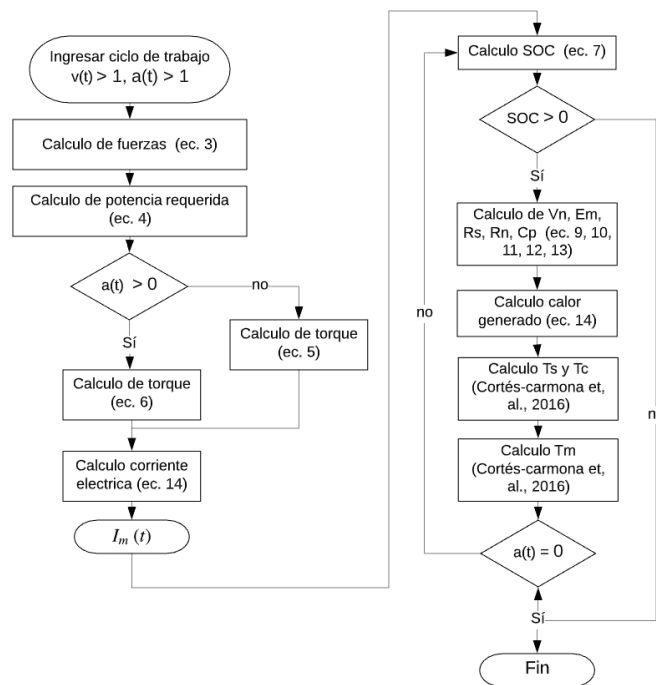 Ingresar ciclo de trabajo
v(t) > 1, a(t) > 1
Calculo de fuerzas (ec. 3)
Calculo de potencia requerida
(ec. 4)
a(t) > 0
no
Sí
Calculo de torque
(ec. 5)
Calculo de torque
(ec. 6)
Calculo corriente
electrica (ec. 14)
I_m (t)
Calculo SOC (ec. 7)
SOC > 0
Sí
Calculo de Vn, Em,
Rs, Rn, Cp (ec. 9, 10,
11, 12, 13)
no
Calculo calor
generado (ec. 14)
Calculo Ts y Tc
(Cortés-carmona et,
al., 2016)
n
Calculo Tm
(Cortés-carmona et,
al., 2016)
a(t) = 0
Sí
Fin